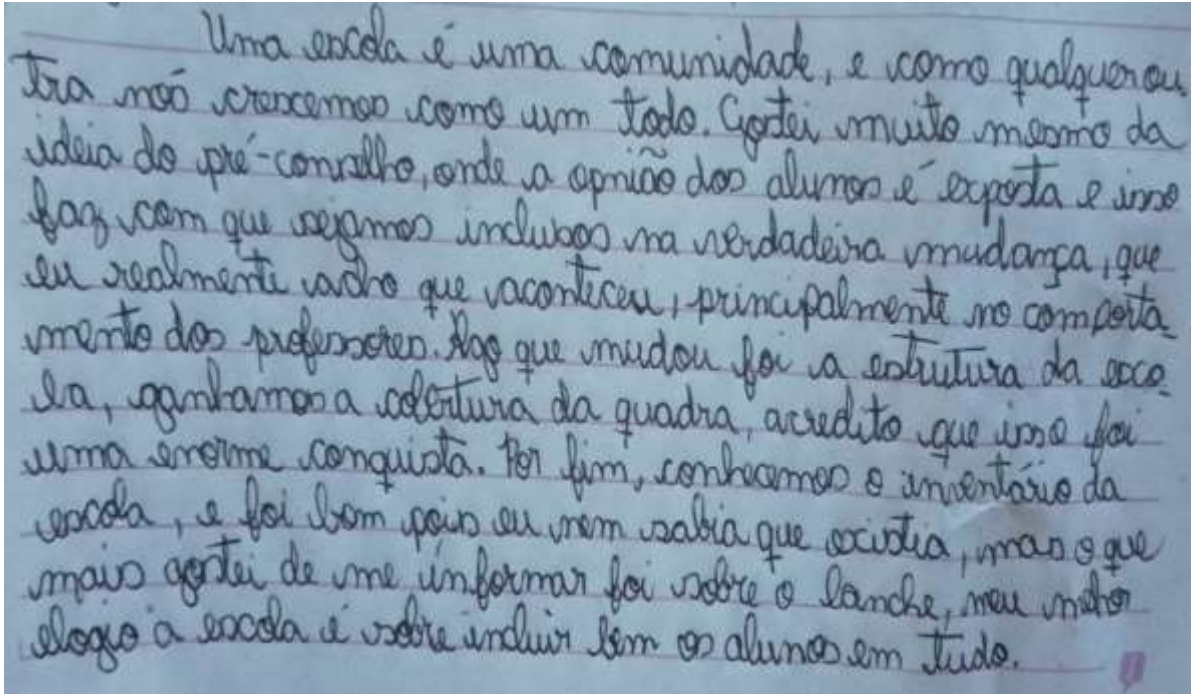 Uma escola é uma comunidade, e como qualquer ou
tra nós crescemos como um todo. Gostei muito mesmo da
ideia do pré-conselho, onde a opnião dos alunos é exposta e isso
faz com que sejamos inclusos na verdadeira mudança, que
eu realmente acho que aconteceu, principalmente no comporta_
mento dos professores. Algo que mudou foi a estrutura da esco_
la, ganhamos a cobertura da quadra, acredito que isso foi
uma enorme conquista. Por fim, conhecemos o inventário da
escola, e foi bom pois eu nem sabia que existia, mas o que
mais gostei de me informar foi sobre o lanche, meu melhor
elogio à escola é sobre incluir bem os alunos em tudo.